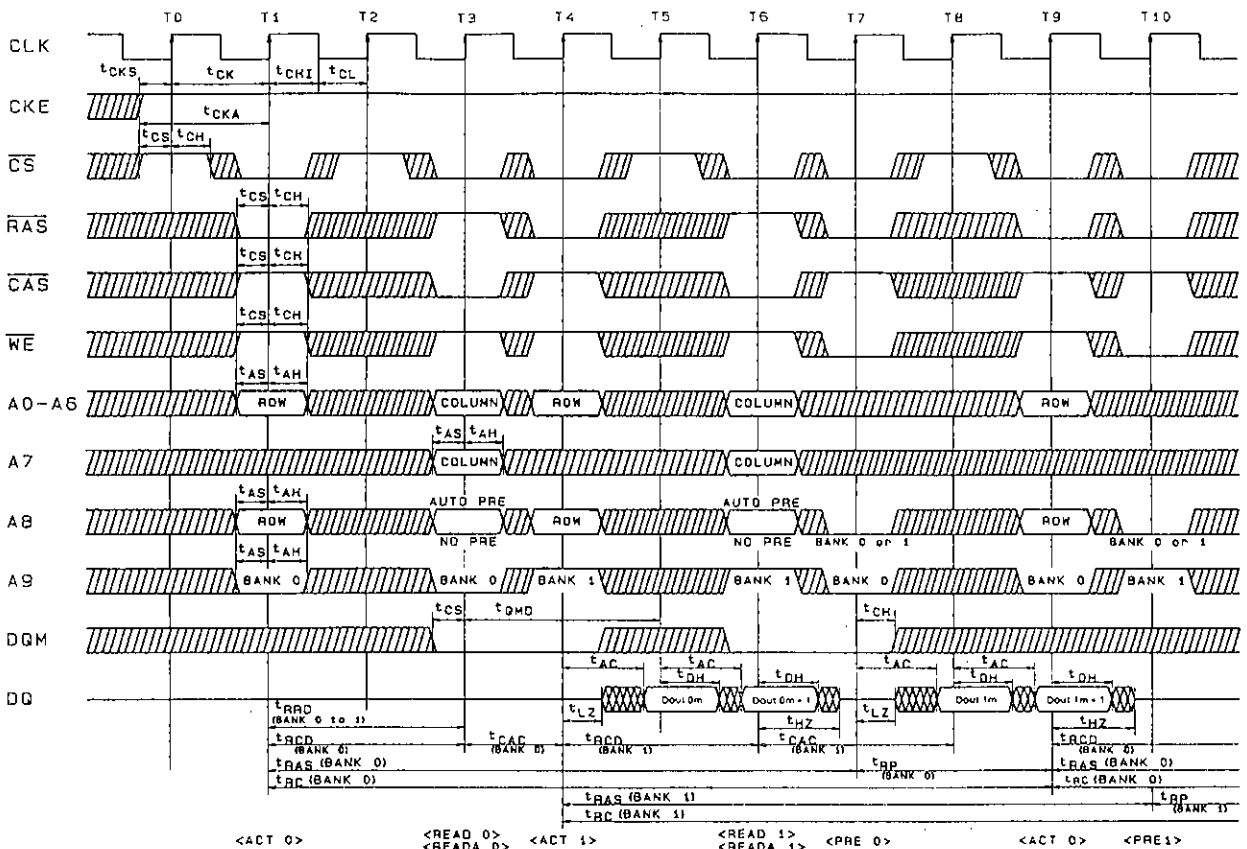 T0 T1 T2 T3 T4 T5 T6 T7 T8 T9 T10
CLK
tCKS tCK tCHI tCL
CKE
tCKA
tCS tCH
CS
tCS tCH
RAS
tCS tCH
CAS
tCS tCH
WE
tAS tAH
A0-A6 ROW COLUMN ROW COLUMN ROW
tAS tAH
A7 COLUMN COLUMN
tAS tAH AUTO PRE AUTO PRE
A8 ROW ROW ROW
NO PRE NO PRE BANK 0 or 1 BANK 0 or 1
tAS tAH
A9 BANK 0 BANK 0 BANK 1 BANK 1 BANK 0 BANK 0 BANK 1
tCS tQMD tCH
DQM
tAC tAC tAC tAC
tOH tOH tOH tOH
DQ Dout 0m Dout 0m + 1 Dout 1m Dout 1m + 1
tRRD tLZ tHZ tLZ tHZ
(BANK 0 to 1)
tRCD tCAC tRCD tCAC tRCD
(BANK 0) (BANK 0) (BANK 1) (BANK 1) (BANK 0)
tRAS (BANK 0) tRP tRAS (BANK 0)
(BANK 0)
tRC (BANK 0) tRC (BANK 0)
tRAS (BANK 1) tRP
(BANK 1)
tRC (BANK 1)
<ACT 0> <READ 0> <ACT 1> <READ 1> <PRE 0> <ACT 0> <PRE1>
<READA 0> <READA 1>